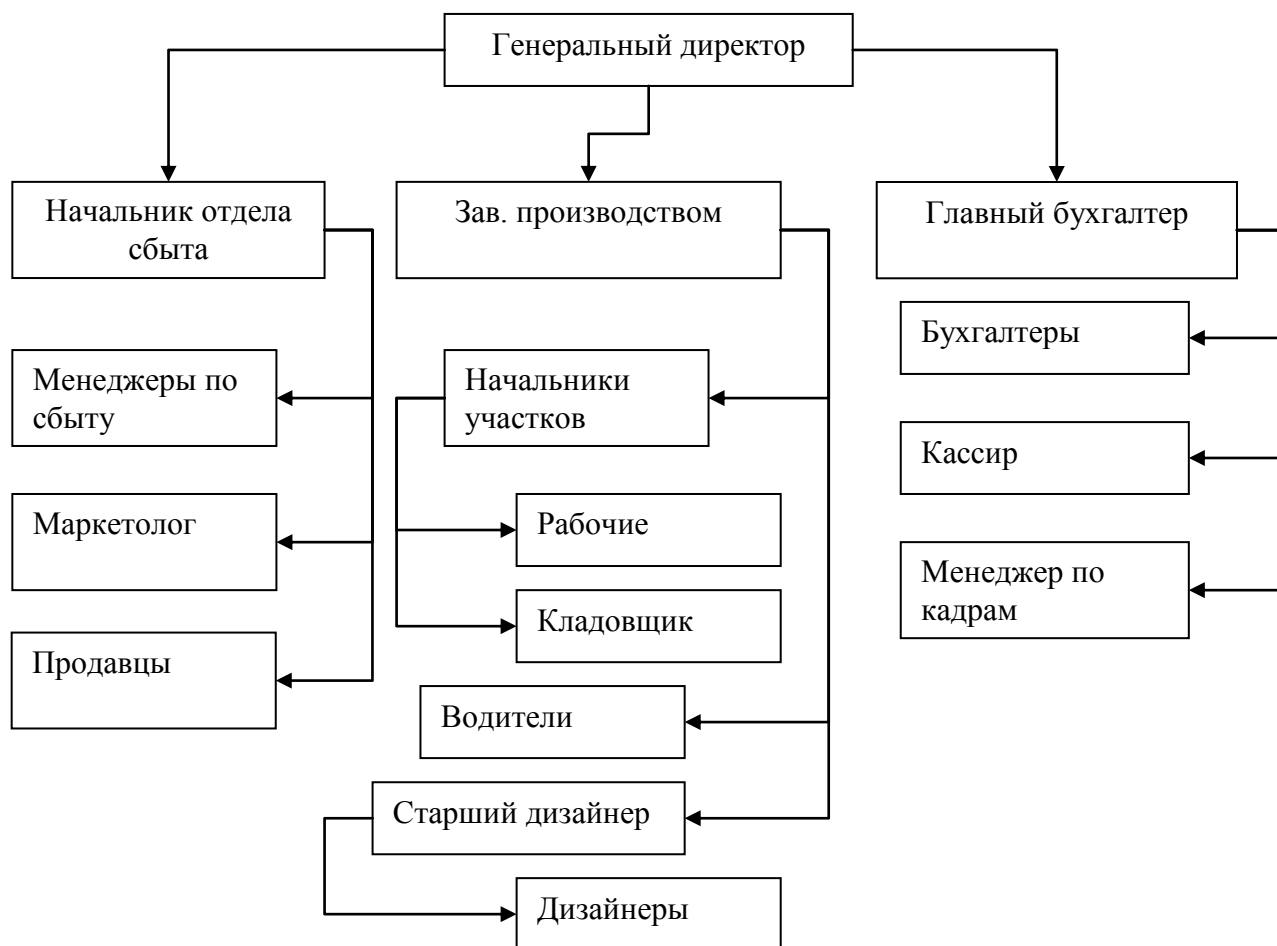 Генеральный директор
Начальник отдела
сбыта
Зав. производством
Главный бухгалтер
Менеджеры по
сбыту
Маркетолог
Продавцы
Начальники
участков
Рабочие
Кладовщик
Водители
Старший дизайнер
Дизайнеры
Бухгалтеры
Кассир
Менеджер по
кадрам